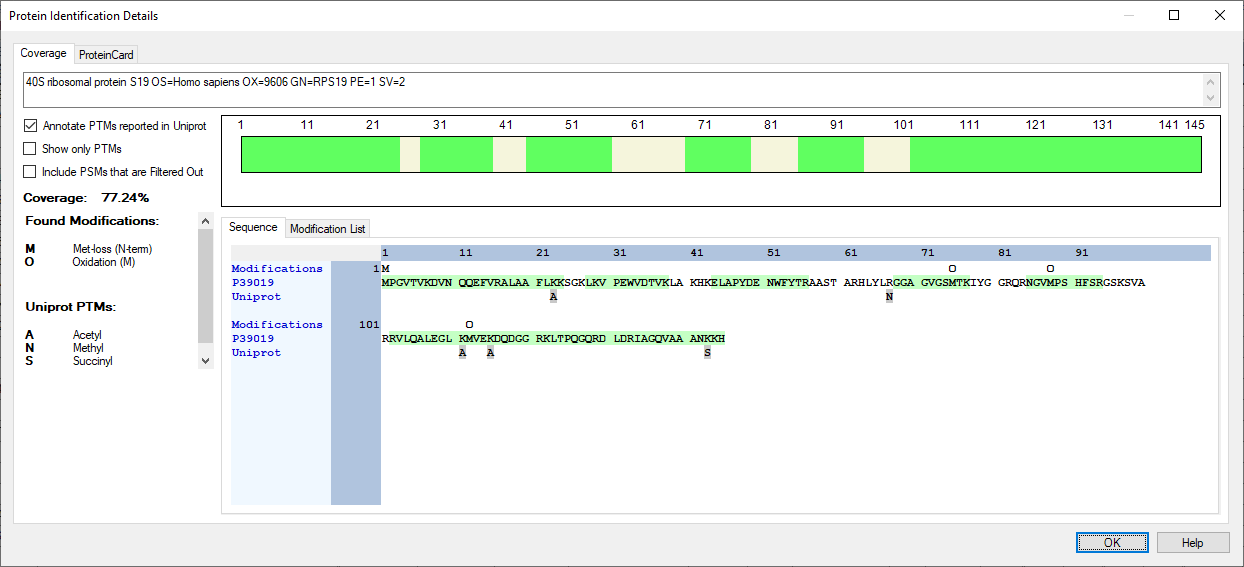 Protein Identification Details
Coverage ProteinCard
40S ribosomal protein S19 OS=Homo sapiens OX=9606 GN=RPS19 PE=1 SV=2
Annotate PTMs reported in Uniprot
Show only PTMs
Include PSMs that are Filtered Out
Coverage: 77.24%
Found Modifications:
M Met-loss (N-term)
O Oxidation (M)
Uniprot PTMs:
A Acetyl
N Methyl
S Succinyl
1 11 21 31 41 51 61 71 81 91 101 111 121 131 141 145
Sequence Modification List
1 11 21 31 41 51 61 71 81 91
Modifications 1 M O O
P39019 MPGVTVKDVN QQEFVRALAA FLKKSGKLKV PEWVDTVKLA KHKELAPYDE NWFYTRAAST ARHLYLRGGA GVGSMTKIYG GRQRNGVMPS HFSRGSKSVA
Uniprot A N
Modifications 101 O
P39019 RRVLQALEGL KMVEKDQDGG RKLTPQGQRD LDRIAGQVAA ANKKH
Uniprot A A S
OK Help